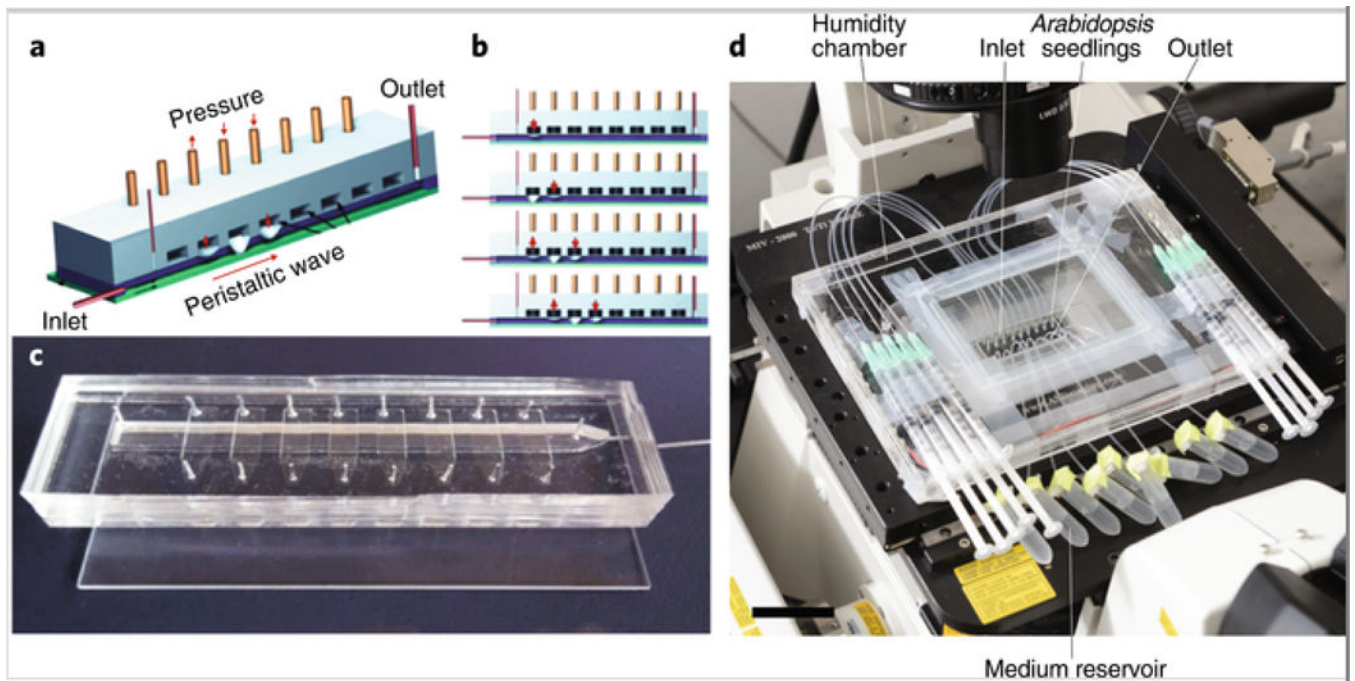 a
Pressure
Outlet
Peristaltic wave
Inlet
b
c
d
Humidity
chamber
Inlet
Arabidopsis
seedlings
Outlet
Medium reservoir